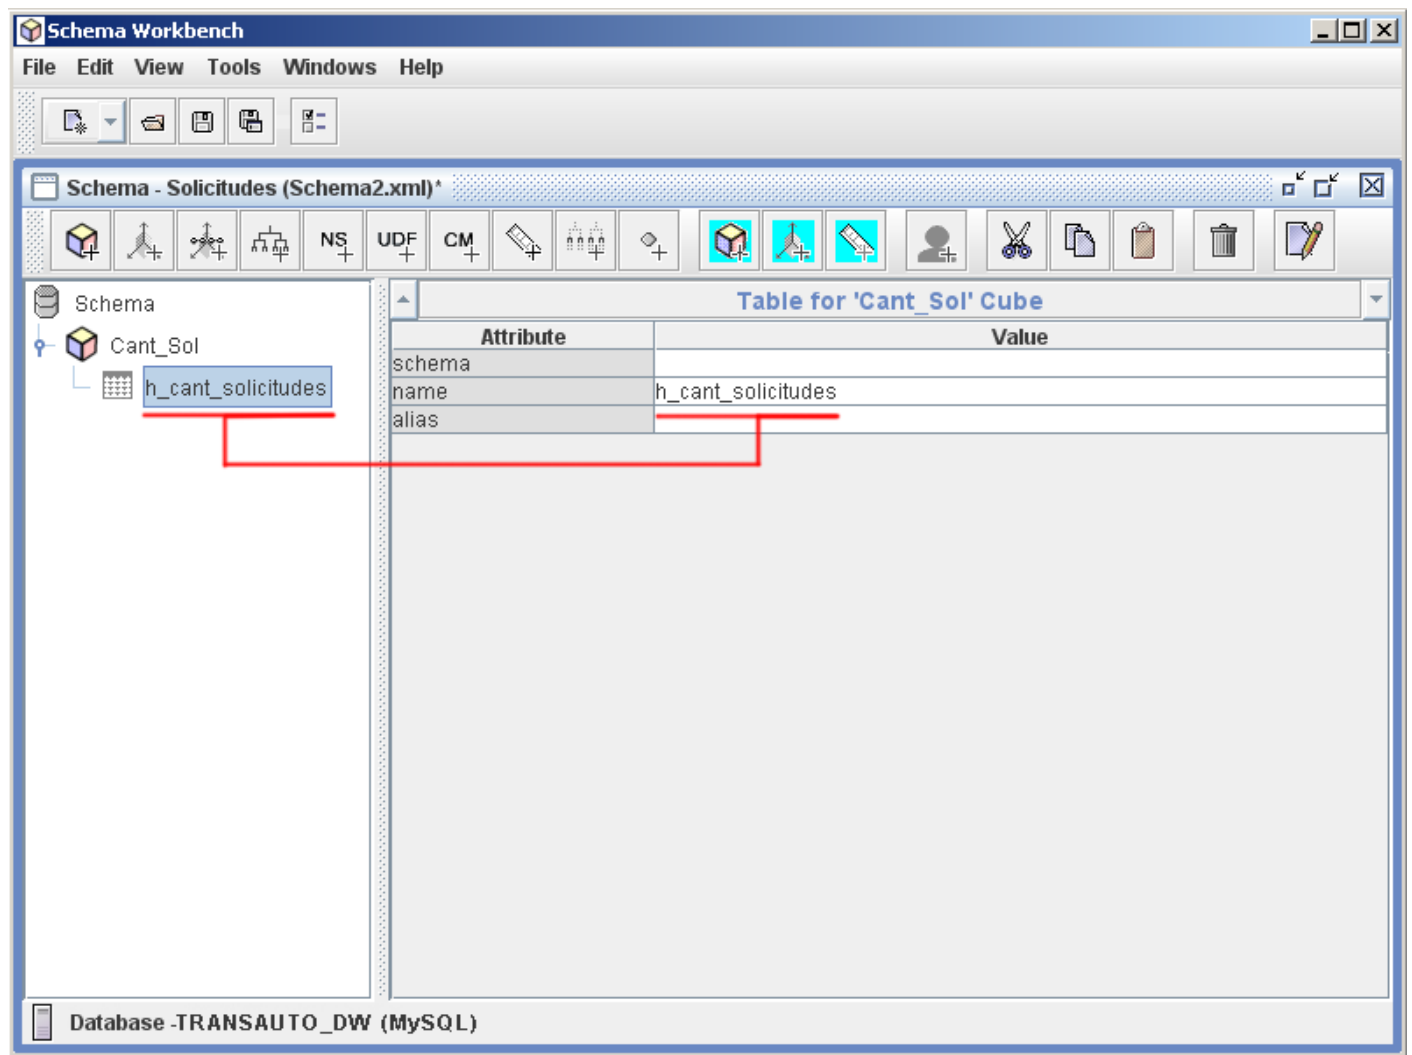 Schema Workbench
File Edit View Tools Windows Help
Schema - Solicitudes (Schema2.xml)*
NS UDF CM
Schema
Cant_Sol
h_cant_solicitudes
Table for 'Cant_Sol' Cube
Attribute Value
schema
name h_cant_solicitudes
alias
Database -TRANSAUTO_DW (MySQL)